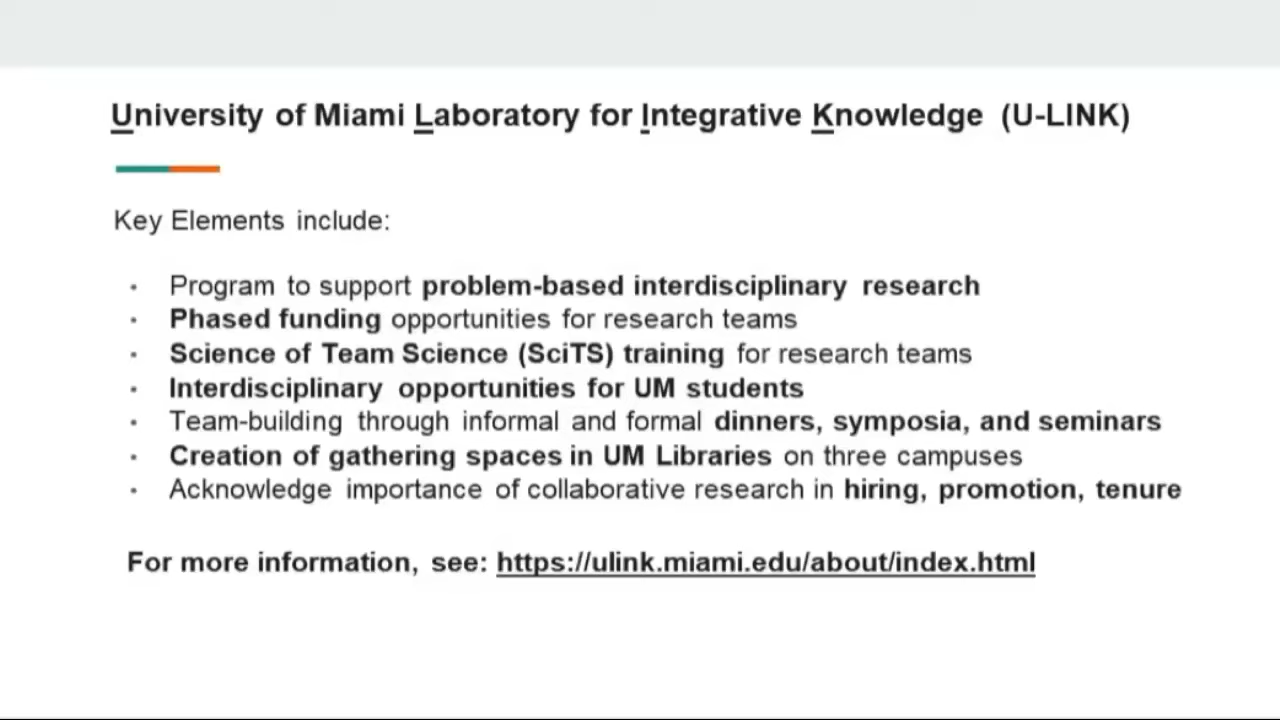 University of Miami Laboratory for Integrative Knowledge (U-LINK)
Key Elements include:
• Program to support problem-based interdisciplinary research
• Phased funding opportunities for research teams
• Science of Team Science (SciTS) training for research teams
• Interdisciplinary opportunities for UM students
• Team-building through informal and formal dinners, symposia, and seminars
• Creation of gathering spaces in UM Libraries on three campuses
• Acknowledge importance of collaborative research in hiring, promotion, tenure
For more information, see: https://ulink.miami.edu/about/index.html